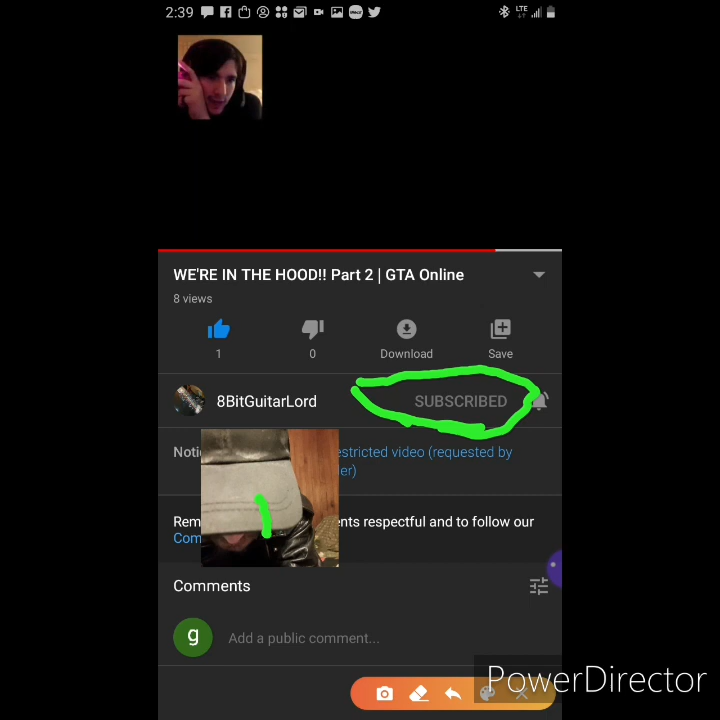 2:39
LTE
WE'RE IN THE HOOD!! Part 2 | GTA Online
8 views
1 0 Download Save
8BitGuitarLord SUBSCRIBED
estricted video (requested by
er)
Rem ents respectful and to follow our
Com
Comments
g Add a public comment...
PowerDirector